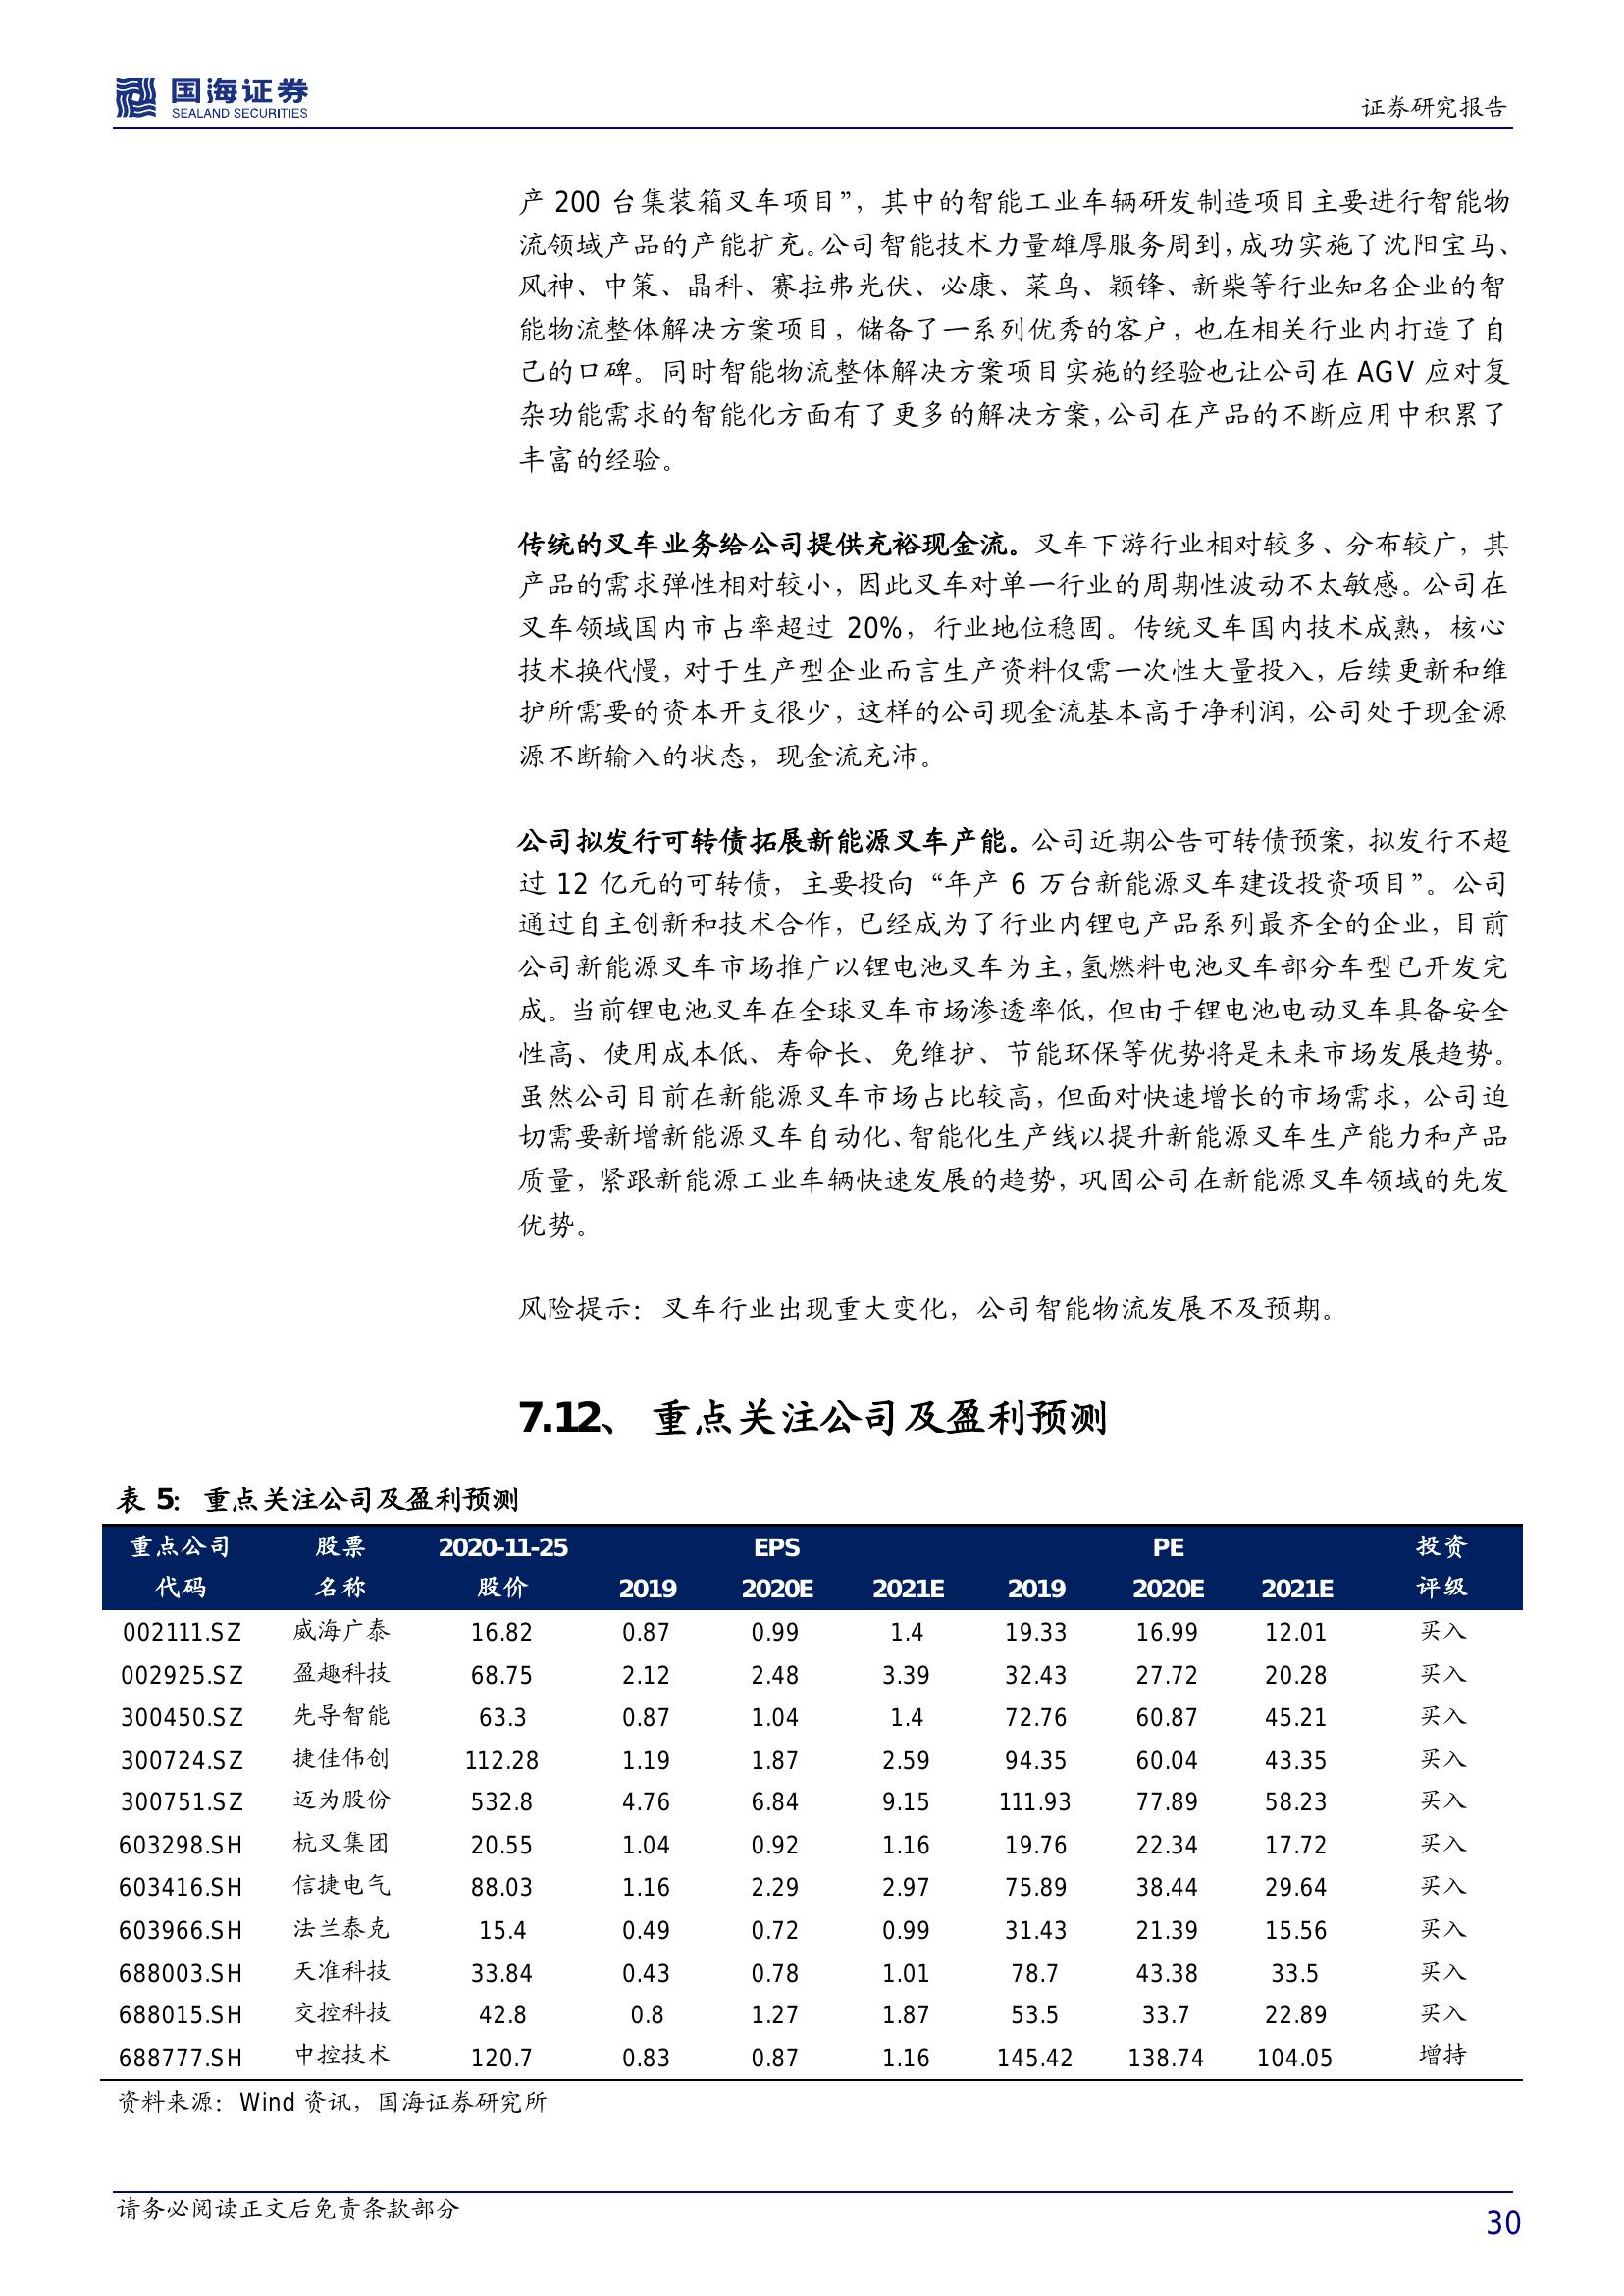 国海证券
SEALAND SECURITIES
证券研究报告
产 200 台集装箱叉车项目”，其中的智能工业车辆研发制造项目主要进行智能物
流领域产品的产能扩充。公司智能技术力量雄厚服务周到，成功实施了沈阳宝马、
风神、中策、晶科、赛拉弗光伏、必康、菜鸟、颖锋、新柴等行业知名企业的智
能物流整体解决方案项目，储备了一系列优秀的客户，也在相关行业内打造了自
己的口碑。同时智能物流整体解决方案项目实施的经验也让公司在 AGV 应对复
杂功能需求的智能化方面有了更多的解决方案，公司在产品的不断应用中积累了
丰富的经验。
传统的叉车业务给公司提供充裕现金流。叉车下游行业相对较多、分布较广，其
产品的需求弹性相对较小，因此叉车对单一行业的周期性波动不太敏感。公司在
叉车领域国内市占率超过 20%，行业地位稳固。传统叉车国内技术成熟，核心
技术换代慢，对于生产型企业而言生产资料仅需一次性大量投入，后续更新和维
护所需要的资本开支很少，这样的公司现金流基本高于净利润，公司处于现金源
源不断输入的状态，现金流充沛。
公司拟发行可转债拓展新能源叉车产能。公司近期公告可转债预案，拟发行不超
过 12 亿元的可转债，主要投向“年产 6 万台新能源叉车建设投资项目”。公司
通过自主创新和技术合作，已经成为了行业内锂电产品系列最齐全的企业，目前
公司新能源叉车市场推广以锂电池叉车为主，氢燃料电池叉车部分车型已开发完
成。当前锂电池叉车在全球叉车市场渗透率低，但由于锂电池电动叉车具备安全
性高、使用成本低、寿命长、免维护、节能环保等优势将是未来市场发展趋势。
虽然公司目前在新能源叉车市场占比较高，但面对快速增长的市场需求，公司迫
切需要新增新能源叉车自动化、智能化生产线以提升新能源叉车生产能力和产品
质量，紧跟新能源工业车辆快速发展的趋势，巩固公司在新能源叉车领域的先发
优势。
风险提示：叉车行业出现重大变化，公司智能物流发展不及预期。
7.12、 重点关注公司及盈利预测
表 5：重点关注公司及盈利预测
重点公司 股票 2020-11-25 EPS PE 投资
代码 名称 股价 2019 2020E 2021E 2019 2020E 2021E 评级
002111.SZ 威海广泰 16.82 0.87 0.99 1.4 19.33 16.99 12.01 买入
002925.SZ 盈趣科技 68.75 2.12 2.48 3.39 32.43 27.72 20.28 买入
300450.SZ 先导智能 63.3 0.87 1.04 1.4 72.76 60.87 45.21 买入
300724.SZ 捷佳伟创 112.28 1.19 1.87 2.59 94.35 60.04 43.35 买入
300751.SZ 迈为股份 532.8 4.76 6.84 9.15 111.93 77.89 58.23 买入
603298.SH 杭叉集团 20.55 1.04 0.92 1.16 19.76 22.34 17.72 买入
603416.SH 信捷电气 88.03 1.16 2.29 2.97 75.89 38.44 29.64 买入
603966.SH 法兰泰克 15.4 0.49 0.72 0.99 31.43 21.39 15.56 买入
688003.SH 天准科技 33.84 0.43 0.78 1.01 78.7 43.38 33.5 买入
688015.SH 交控科技 42.8 0.8 1.27 1.87 53.5 33.7 22.89 买入
688777.SH 中控技术 120.7 0.83 0.87 1.16 145.42 138.74 104.05 增持
资料来源：Wind 资讯，国海证券研究所
请务必阅读正文后免责条款部分
30